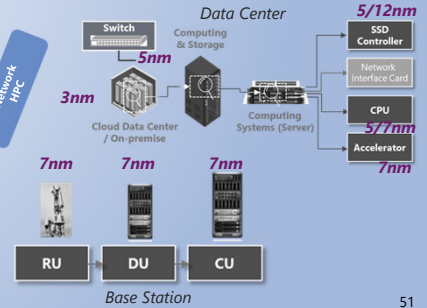 Data Center
5/12nm
Switch
Computing
& Storage
SSD
Controller
5nm
Network
Interface Card
3nm
CPU
5/7nm
Cloud Data Center
/ On-premise
Computing
Systems (Server)
Accelerator
7nm
HPC
7nm
7nm
7nm
RU
DU
CU
Base Station
51